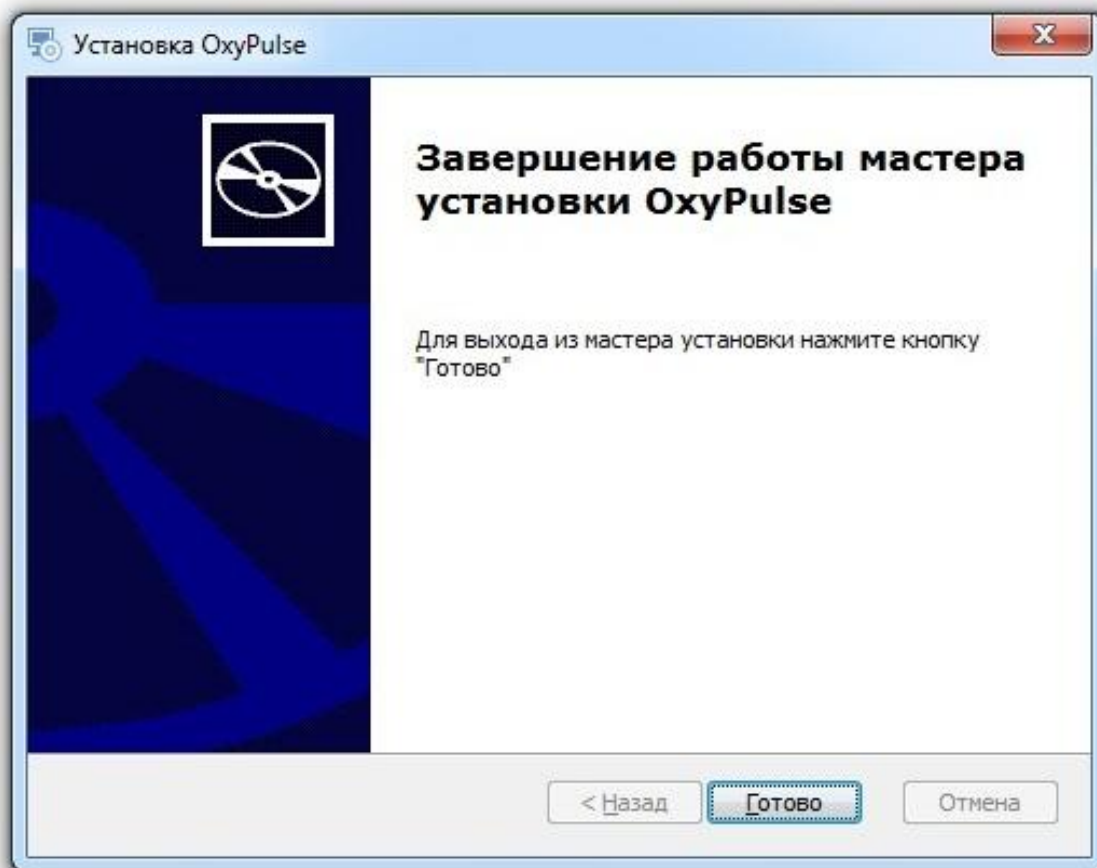 Установка OxyPulse
Завершение работы мастера
установки OxyPulse
Для выхода из мастера установки нажмите кнопку
"Готово"
< Назад
Готово
Отмена